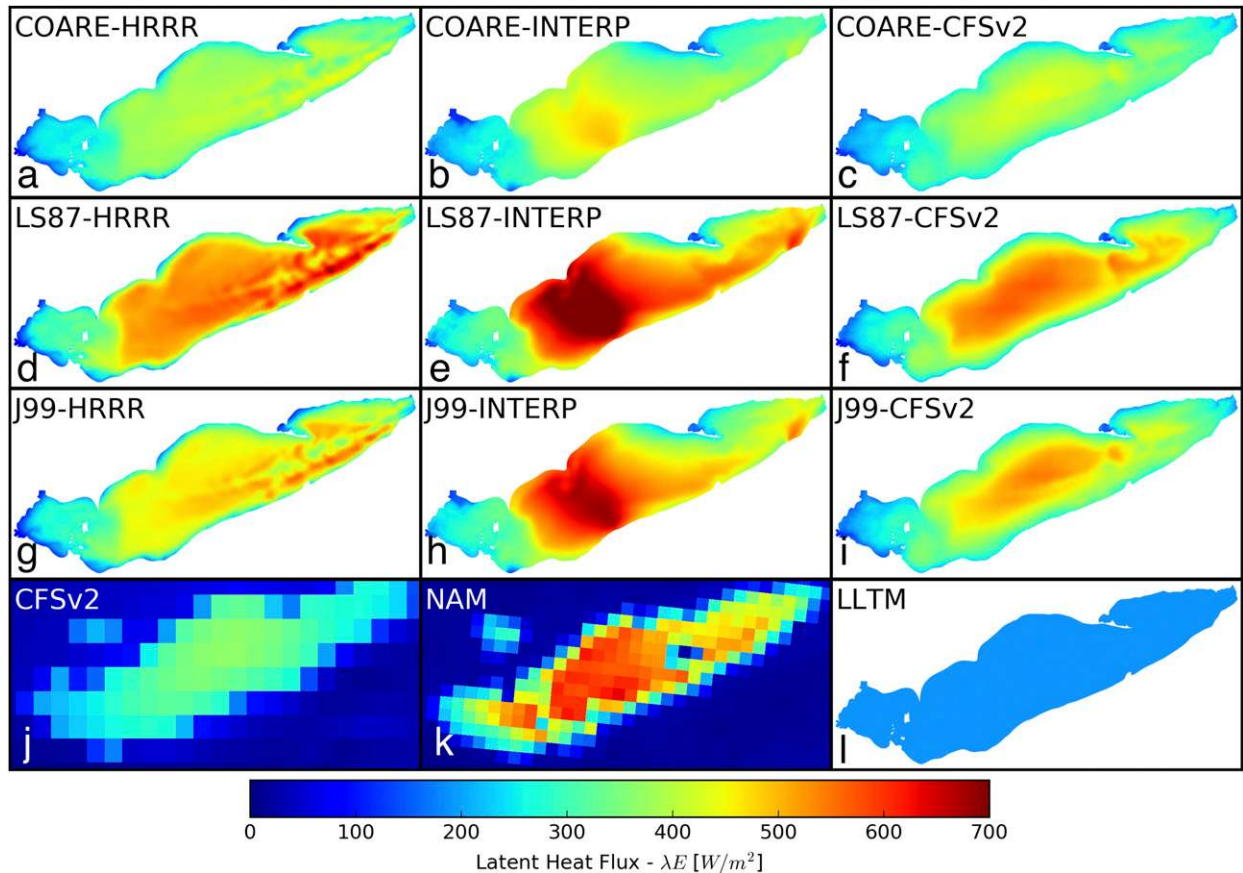 COARE-HRRR COARE-INTERP COARE-CFSv2
a b c
LS87-HRRR LS87-INTERP LS87-CFSv2
d e f
J99-HRRR J99-INTERP J99-CFSv2
g h i
CFSv2 NAM LLTM
j k l
0 100 200 300 400 500 600 700
Latent Heat Flux - λE [W/m²]